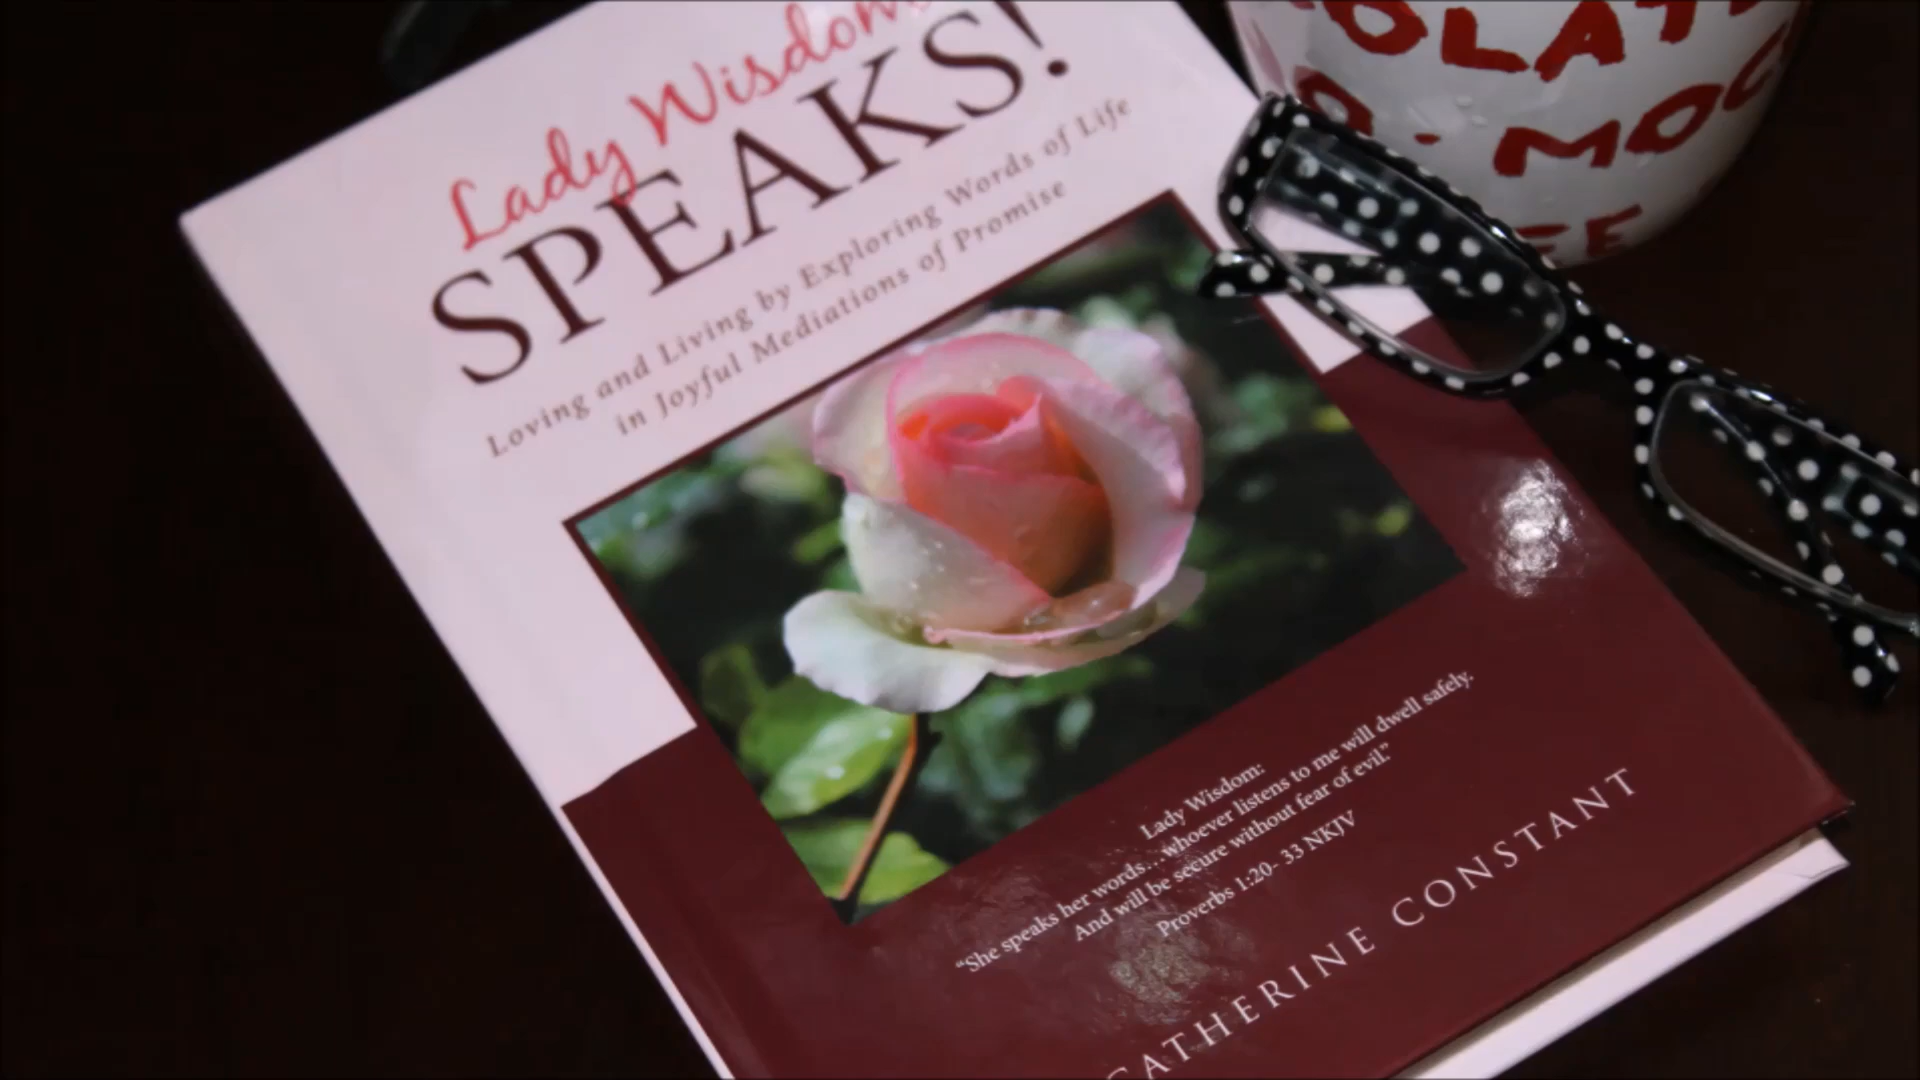 Lady Wisdom
SPEAKS!
Loving and Living by Exploring Words of Life
in Joyful Mediations of Promise
Lady Wisdom:
“She speaks her words…whoever listens to me will dwell safely.
And will be secure without fear of evil.”
Proverbs 1:20- 33 NKJV
CATHERINE CONSTANT